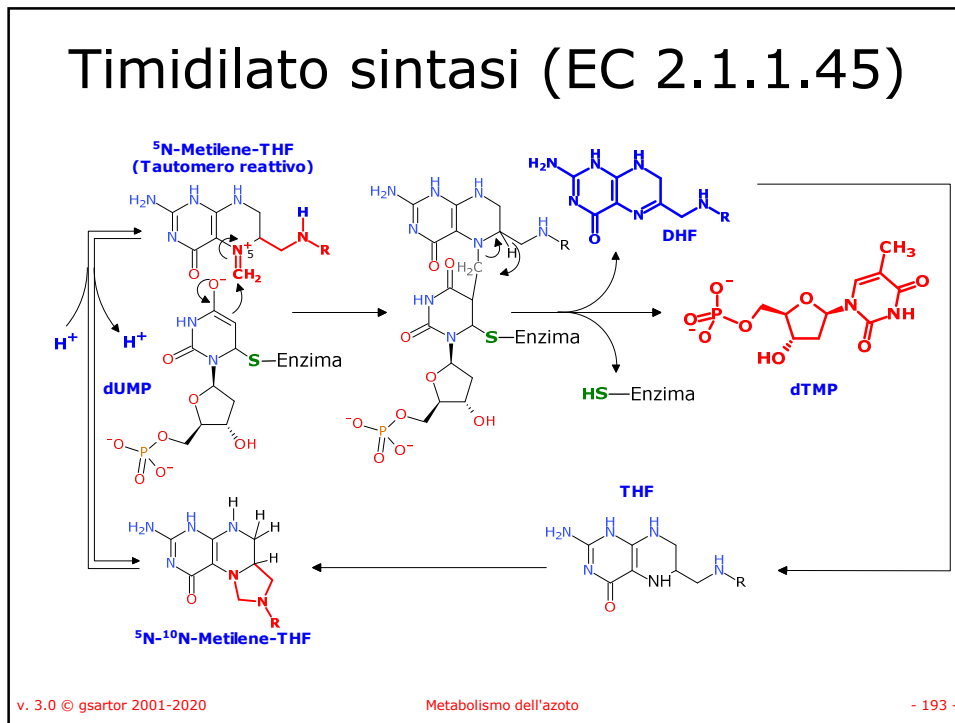 Timidilato sintasi (EC 2.1.1.45)
⁵N-Metilene-THF
(Tautomero reattivo)
H H
H₂N N N
H
N
N⁺
5
N
R
O
CH₂
O⁻
HN
O
N
S—Enzima
H⁺ H⁺
dUMP
O
O
⁻O
P
O⁻
O
OH
H H
H₂N N N
N
N
H
H
N
R
O
H₂C
O
HN
O
N
S—Enzima
O
O
⁻O
P
O⁻
O
OH
H H
H₂N N N
N
N
H
N
R
O
DHF
HS—Enzima
CH₃
O⁻
O
P
⁻O
O
O
N
O
NH
O
HO
dTMP
H
H
H₂N N N
H
H
N
H
N
N
O
R
⁵N-¹⁰N-Metilene-THF
THF
H H
H₂N N N
H
N
NH
N
R
O
v. 3.0 © gsartor 2001-2020
Metabolismo dell'azoto
- 193 -